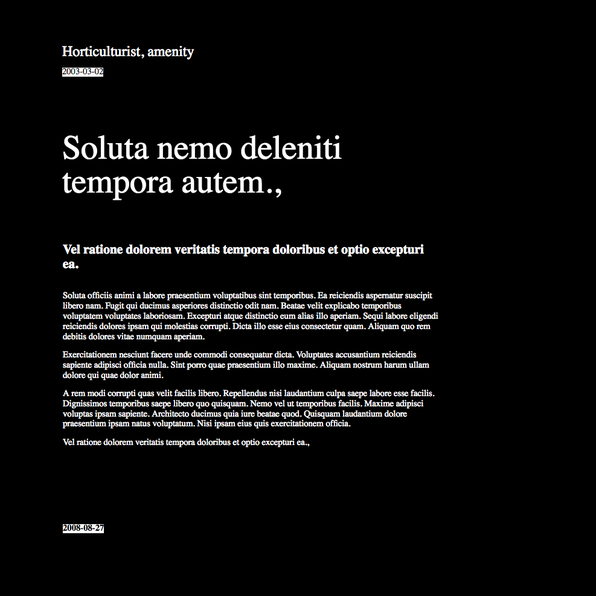 Horticulturist, amenity
2003-03-02
Soluta nemo deleniti
tempora autem.,
Vel ratione dolorem veritatis tempora doloribus et optio excepturi
ea.
Soluta officiis animi a labore praesentium voluptatibus sint temporibus. Ea reiciendis aspernatur suscipit
libero nam. Fugit qui ducimus asperiores distinctio odit nam. Beatae velit explicabo temporibus
voluptatem voluptates laboriosam. Excepturi atque distinctio eum alias illo aperiam. Sequi labore eligendi
reiciendis dolores ipsam qui molestias corrupti. Dicta illo esse eius consectetur quam. Aliquam quo rem
debitis dolores vitae numquam aperiam.
Exercitationem nesciunt facere unde commodi consequatur dicta. Voluptates accusantium reiciendis
sapiente adipisci officia nulla. Sint porro quae praesentium illo maxime. Aliquam nostrum harum ullam
dolore qui quae dolor animi.
A rem modi corrupti quas velit facilis libero. Repellendus nisi laudantium culpa saepe labore esse facilis.
Dignissimos temporibus saepe libero quo quisquam. Nemo vel ut temporibus facilis. Maxime adipisci
voluptas ipsam sapiente. Architecto ducimus quia iure beatae quod. Quisquam laudantium dolore
praesentium ipsam natus voluptatum. Nisi ipsam eius quis exercitationem officia.
Vel ratione dolorem veritatis tempora doloribus et optio excepturi ea.,
2008-08-27